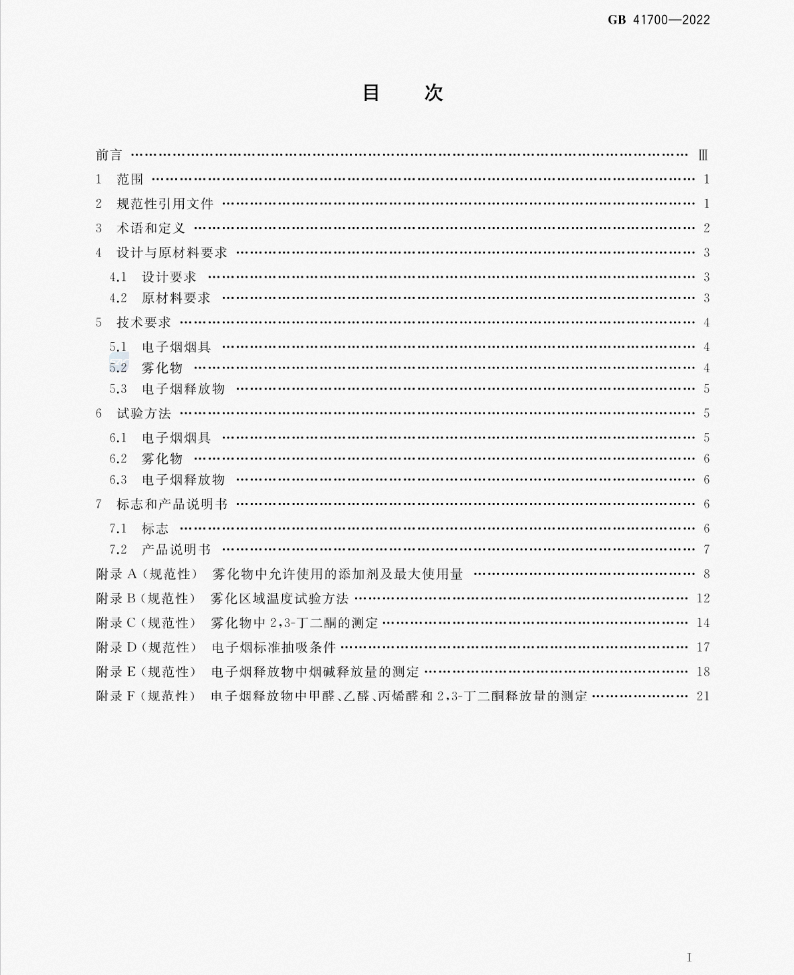 GB 41700—2022
目 次
前言 ……………………………………………………………………………… Ⅲ
1 范围 ……………………………………………………………………………… 1
2 规范性引用文件 ……………………………………………………………………………… 1
3 术语和定义 ……………………………………………………………………………… 2
4 设计与原材料要求 ……………………………………………………………………………… 3
4.1 设计要求 ……………………………………………………………………………… 3
4.2 原材料要求 ……………………………………………………………………………… 3
5 技术要求 ……………………………………………………………………………… 4
5.1 电子烟烟具 ……………………………………………………………………………… 4
5.2 雾化物 ……………………………………………………………………………… 4
5.3 电子烟释放物 ……………………………………………………………………………… 5
6 试验方法 ……………………………………………………………………………… 5
6.1 电子烟烟具 ……………………………………………………………………………… 5
6.2 雾化物 ……………………………………………………………………………… 6
6.3 电子烟释放物 ……………………………………………………………………………… 6
7 标志和产品说明书 ……………………………………………………………………………… 6
7.1 标志 ……………………………………………………………………………… 6
7.2 产品说明书 ……………………………………………………………………………… 7
附录 A（规范性） 雾化物中允许使用的添加剂及最大使用量 ……………………………………… 8
附录 B（规范性） 雾化区域温度试验方法 ……………………………………………………… 12
附录 C（规范性） 雾化物中 2,3-丁二酮的测定 ………………………………………………… 14
附录 D（规范性） 电子烟标准抽吸条件 ………………………………………………………… 17
附录 E（规范性） 电子烟释放物中烟碱释放量的测定 ………………………………………… 18
附录 F（规范性） 电子烟释放物中甲醛、乙醛、丙烯醛和 2,3-丁二酮释放量的测定 ………………… 21
I